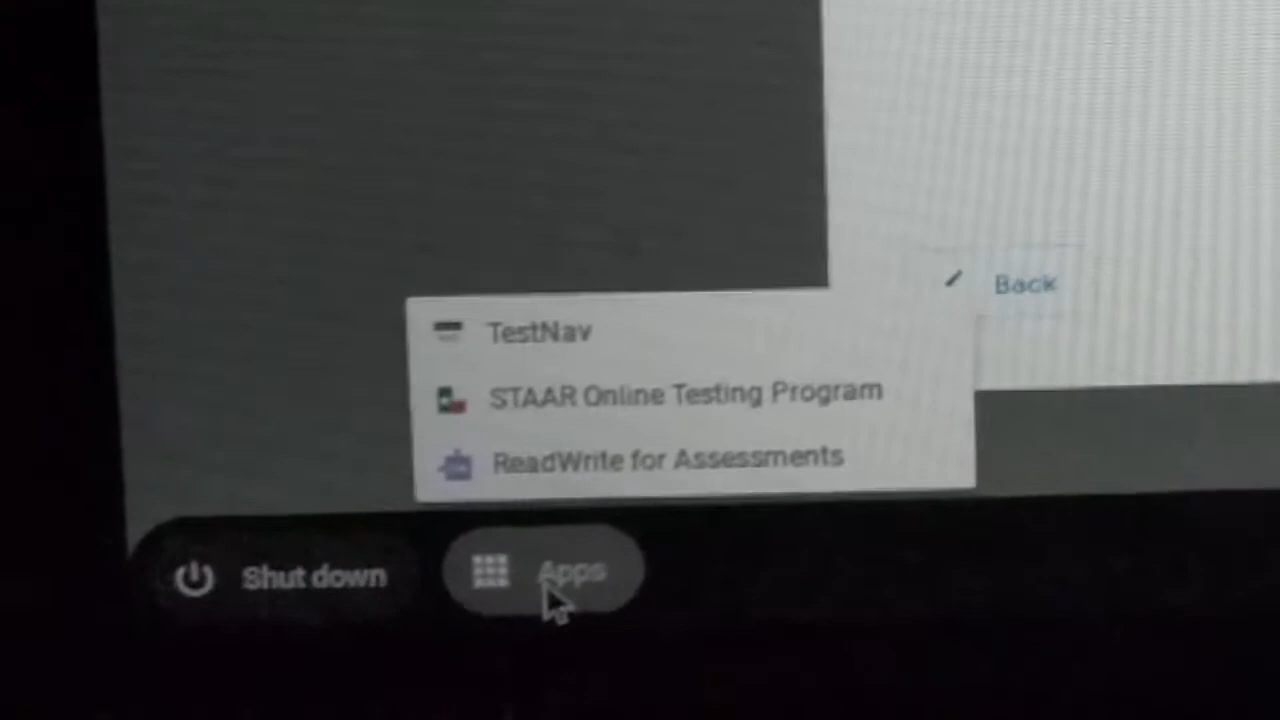 Back
TestNav
STAAR Online Testing Program
ReadWrite for Assessments
Shut down
Apps